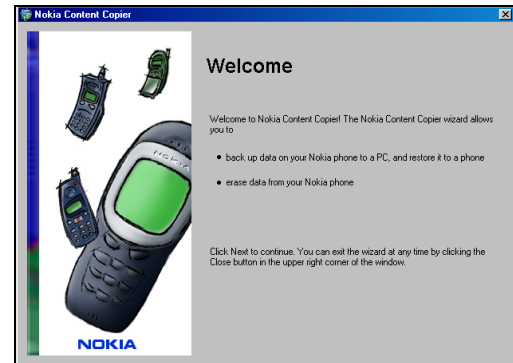 Nokia Content Copier
Welcome
Welcome to Nokia Content Copier! The Nokia Content Copier wizard allows
you to
• back up data on your Nokia phone to a PC, and restore it to a phone
• erase data from your Nokia phone
Click Next to continue. You can exit the wizard at any time by clicking the
Close button in the upper right corner of the window.
NOKIA
NOKIA